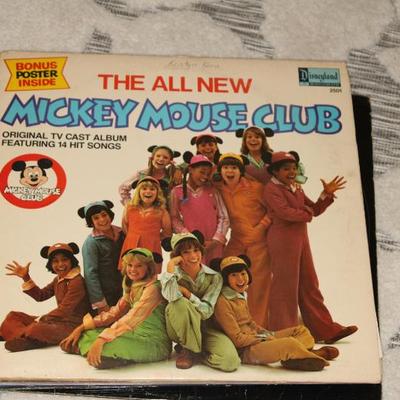 BONUS
POSTER
INSIDE
THE ALL NEW
Disneyland
2501
MICKEY MOUSE CLUB
ORIGINAL TV CAST ALBUM
FEATURING 14 HIT SONGS
MICKEY MOUSE
CLUB